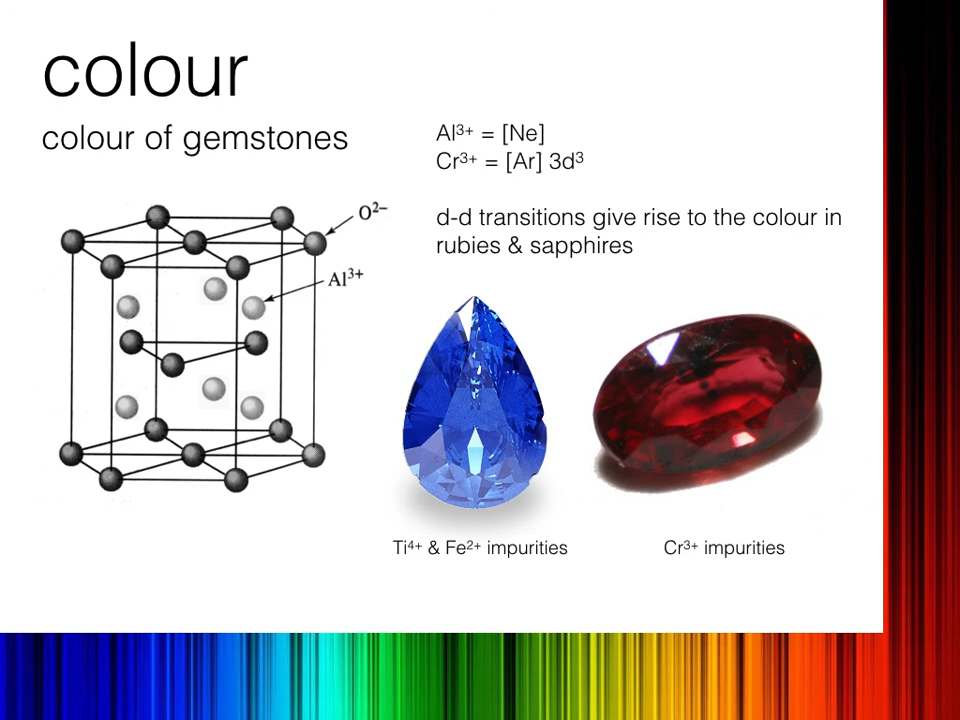 colour
colour of gemstones
Al³⁺ = [Ne]
Cr³⁺ = [Ar] 3d³
d-d transitions give rise to the colour in
rubies & sapphires
O²⁻
Al³⁺
Ti⁴⁺ & Fe²⁺ impurities
Cr³⁺ impurities